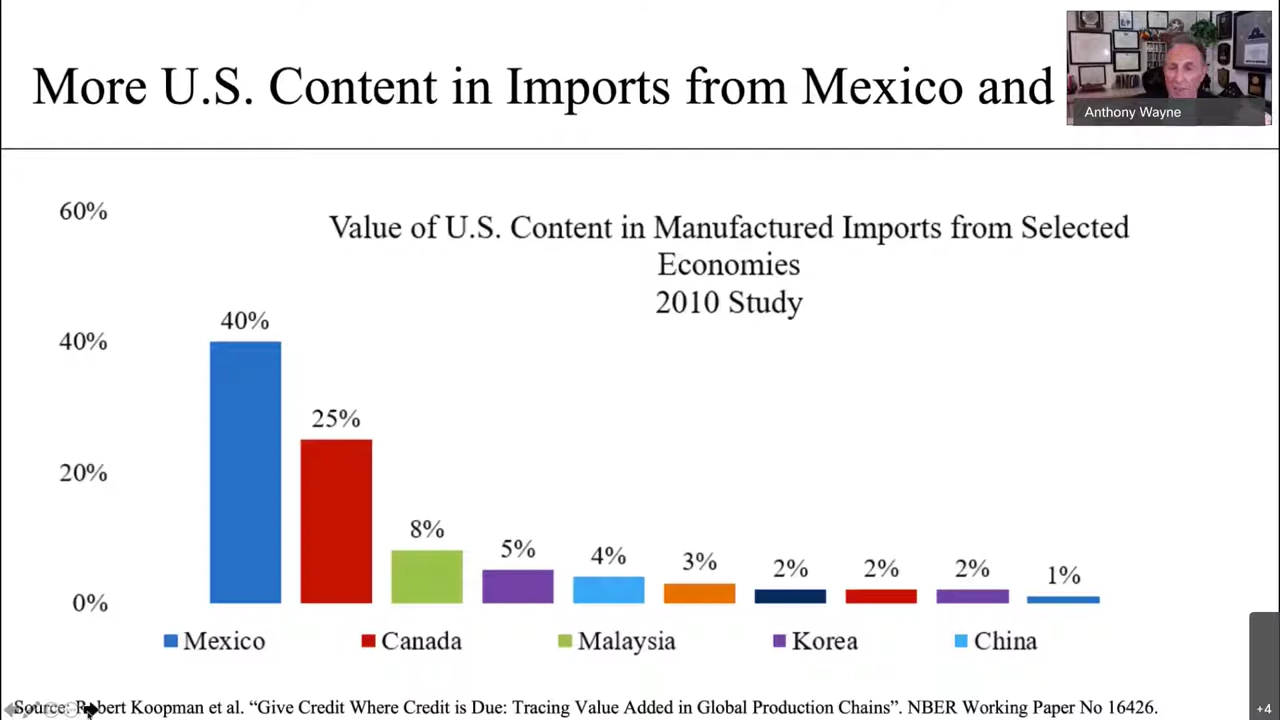 More U.S. Content in Imports from Mexico and
Anthony Wayne
Value of U.S. Content in Manufactured Imports from Selected
Economies
2010 Study
60%
40%
20%
0%
40%
25%
8%
5%
4%
3%
2%
2%
2%
1%
Mexico
Canada
Malaysia
Korea
China
Source: Robert Koopman et al. “Give Credit Where Credit is Due: Tracing Value Added in Global Production Chains”. NBER Working Paper No 16426.
+4